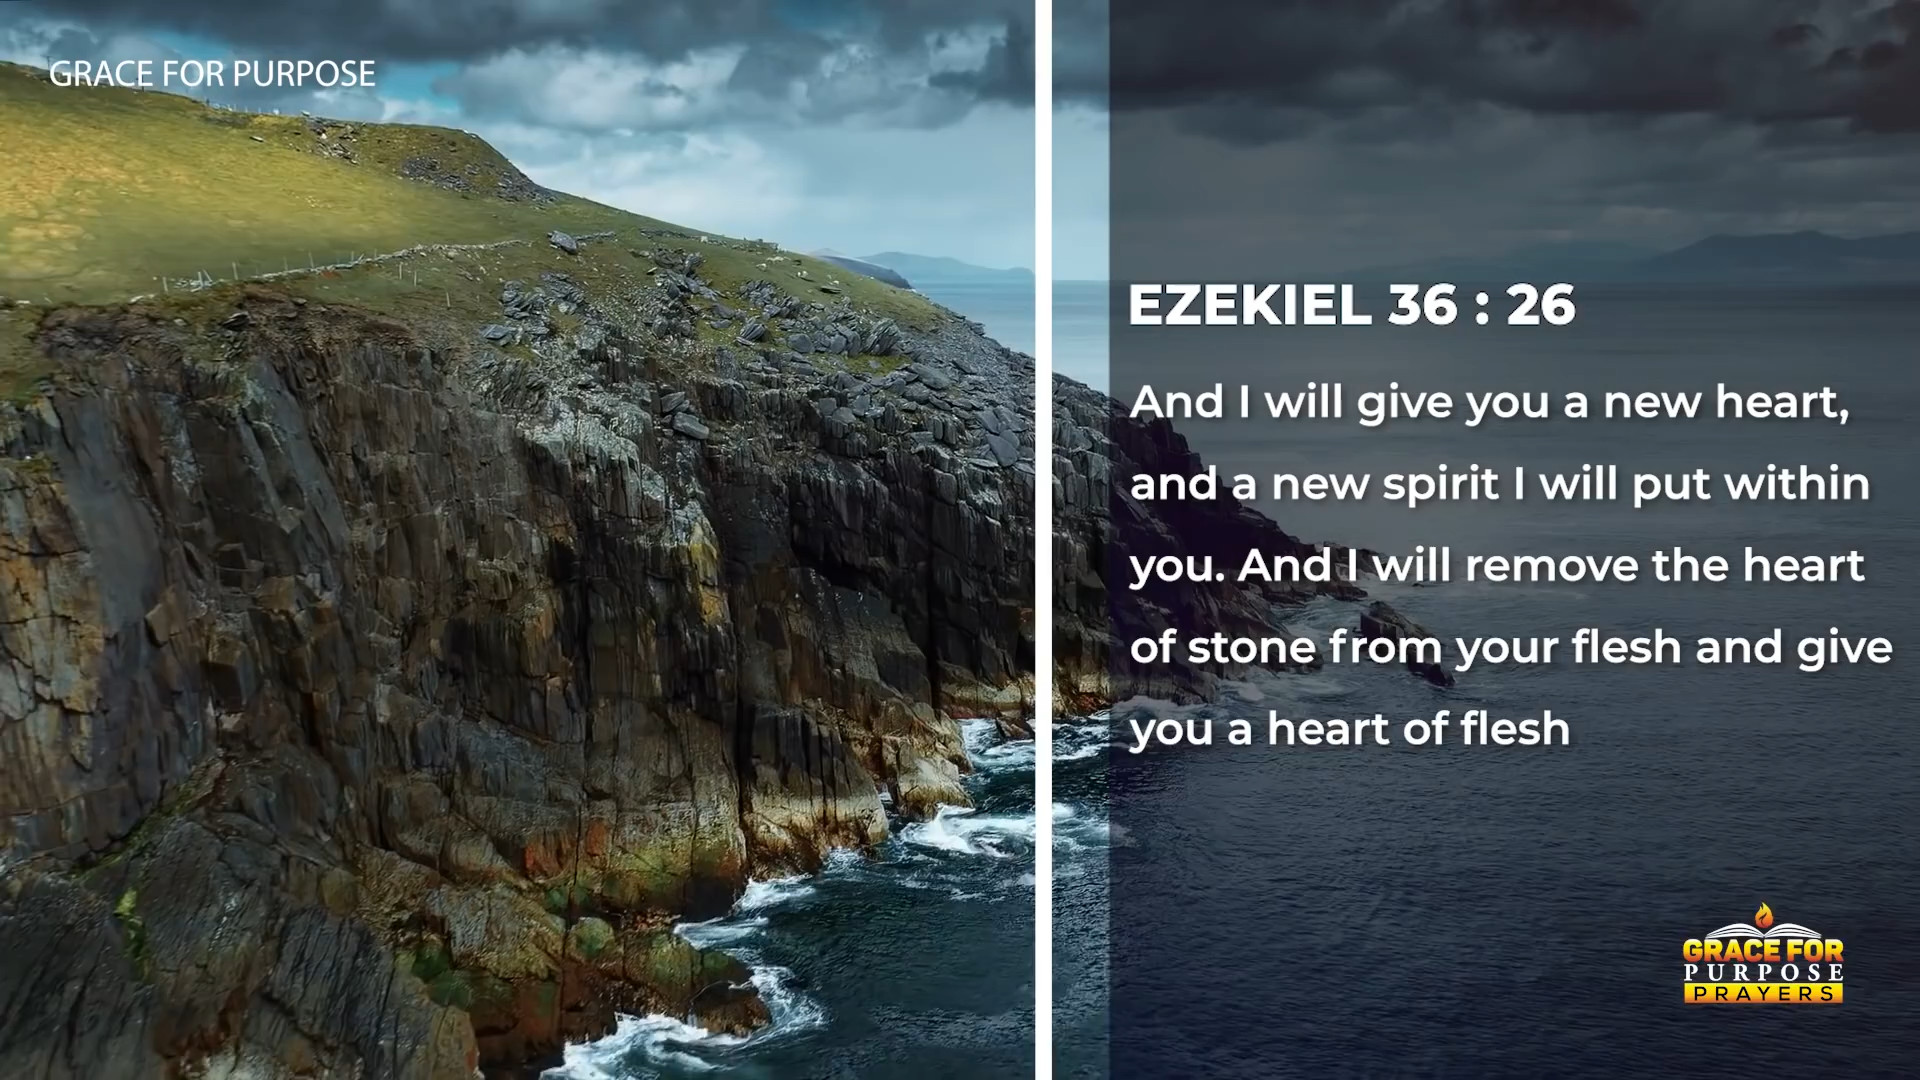 GRACE FOR PURPOSE
EZEKIEL 36 : 26
And I will give you a new heart,
and a new spirit I will put within
you. And I will remove the heart
of stone from your flesh and give
you a heart of flesh
GRACE FOR
PURPOSE
PRAYERS